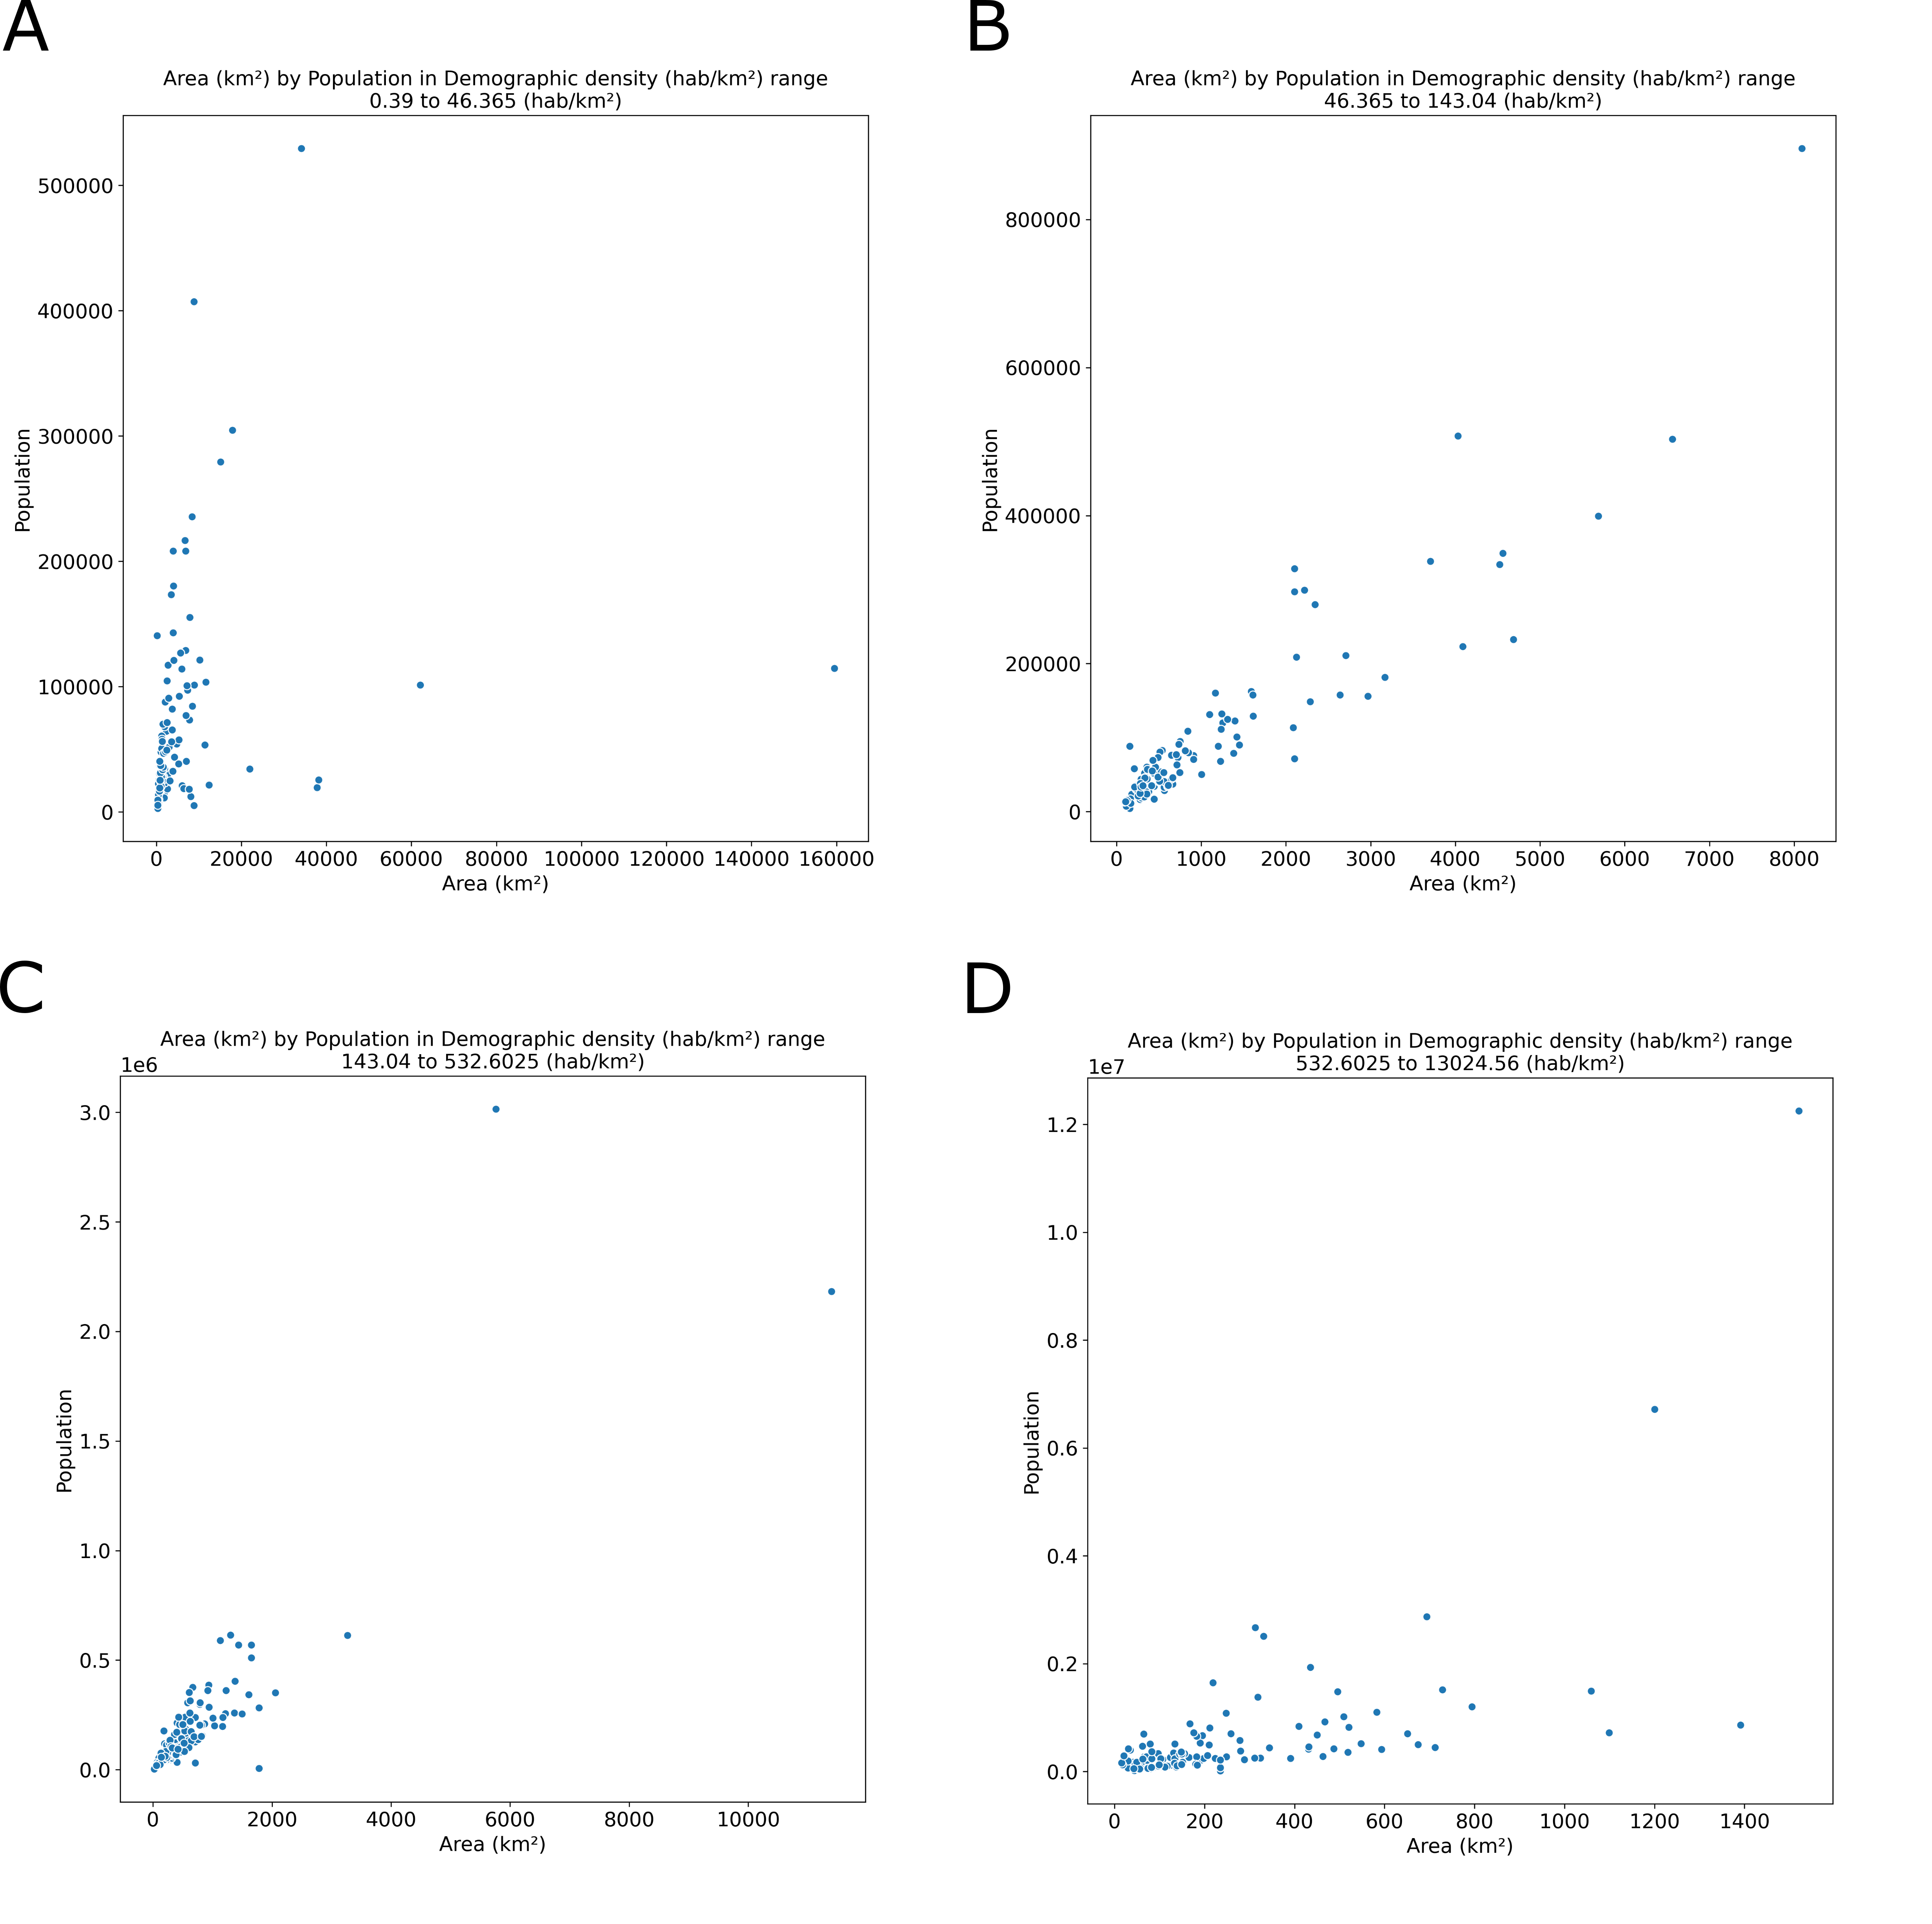 A
Area (km²) by Population in Demographic density (hab/km²) range
0.39 to 46.365 (hab/km²)
500000
400000
300000
200000
100000
0
Population
0 20000 40000 60000 80000 100000 120000 140000 160000
Area (km²)
B
Area (km²) by Population in Demographic density (hab/km²) range
46.365 to 143.04 (hab/km²)
800000
600000
400000
200000
0
Population
0 1000 2000 3000 4000 5000 6000 7000 8000
Area (km²)
C
Area (km²) by Population in Demographic density (hab/km²) range
143.04 to 532.6025 (hab/km²)
1e6
3.0
2.5
2.0
1.5
1.0
0.5
0.0
Population
0 2000 4000 6000 8000 10000
Area (km²)
D
Area (km²) by Population in Demographic density (hab/km²) range
532.6025 to 13024.56 (hab/km²)
1e7
1.2
1.0
0.8
0.6
0.4
0.2
0.0
Population
0 200 400 600 800 1000 1200 1400
Area (km²)